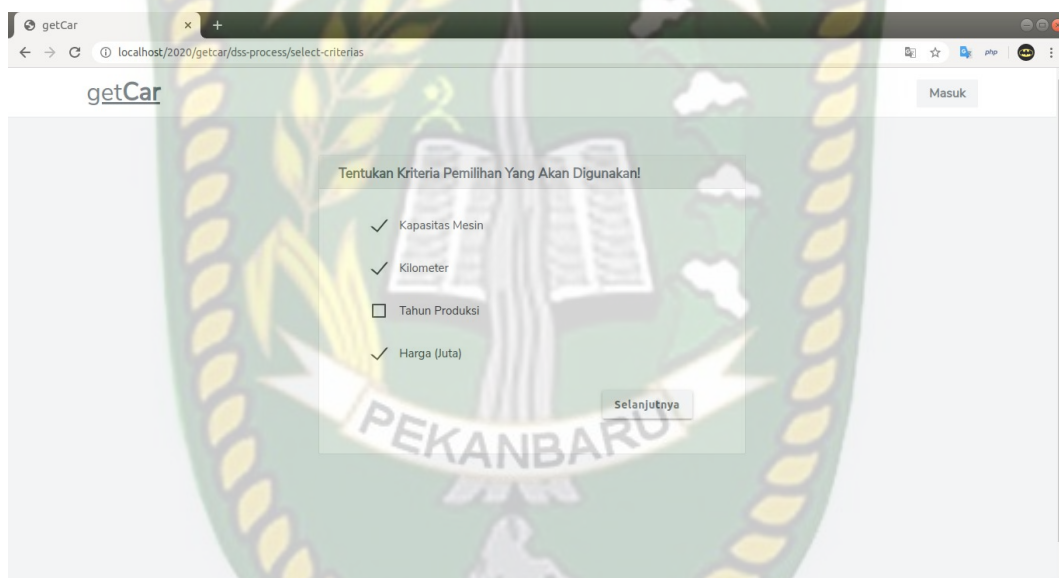 getCar
localhost/2020/getcar/dss-process/select-criterias
php
getCar
Masuk
Tentukan Kriteria Pemilihan Yang Akan Digunakan!
Kapasitas Mesin
Kilometer
Tahun Produksi
Harga (Juta)
Selanjutnya
PEKANBARU